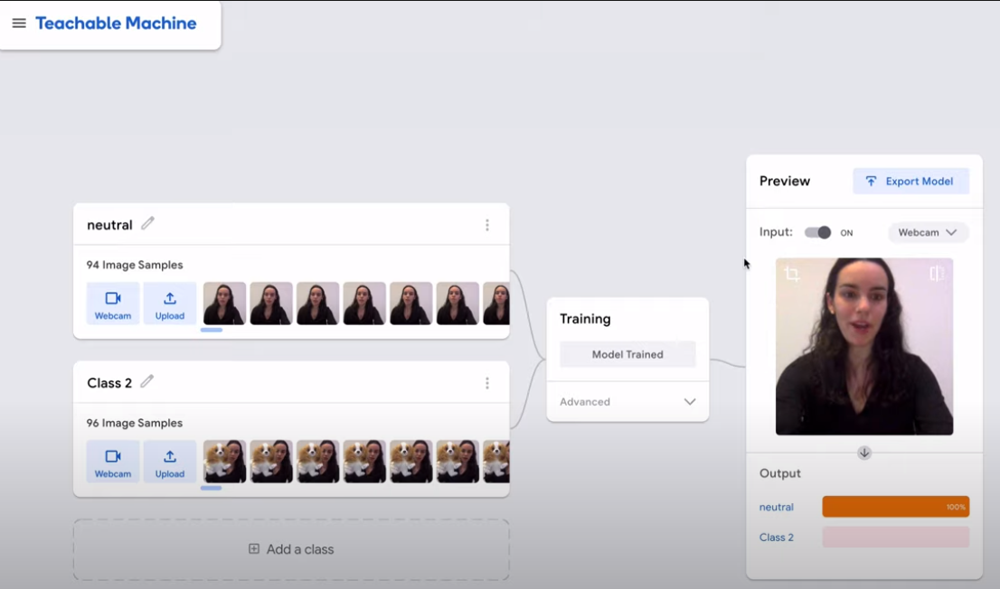 Teachable Machine
Preview
Export Model
Input:
ON
Webcam
neutral
94 Image Samples
Webcam
Upload
Training
Model Trained
Advanced
Class 2
96 Image Samples
Webcam
Upload
Output
neutral
100%
Class 2
Add a class